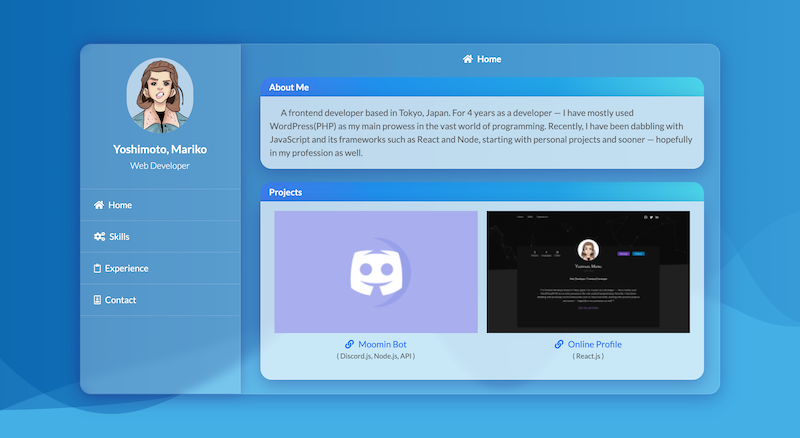 Yoshimoto, Mariko
Web Developer
Home
Skills
Experience
Contact
Home
About Me
A frontend developer based in Tokyo, Japan. For 4 years as a developer — I have mostly used
WordPress(PHP) as my main prowess in the vast world of programming. Recently, I have been dabbling with
JavaScript and its frameworks such as React and Node, starting with personal projects and sooner — hopefully
in my profession as well.
Projects
Moomin Bot
( Discord.js, Node.js, API )
Online Profile
( React.js )